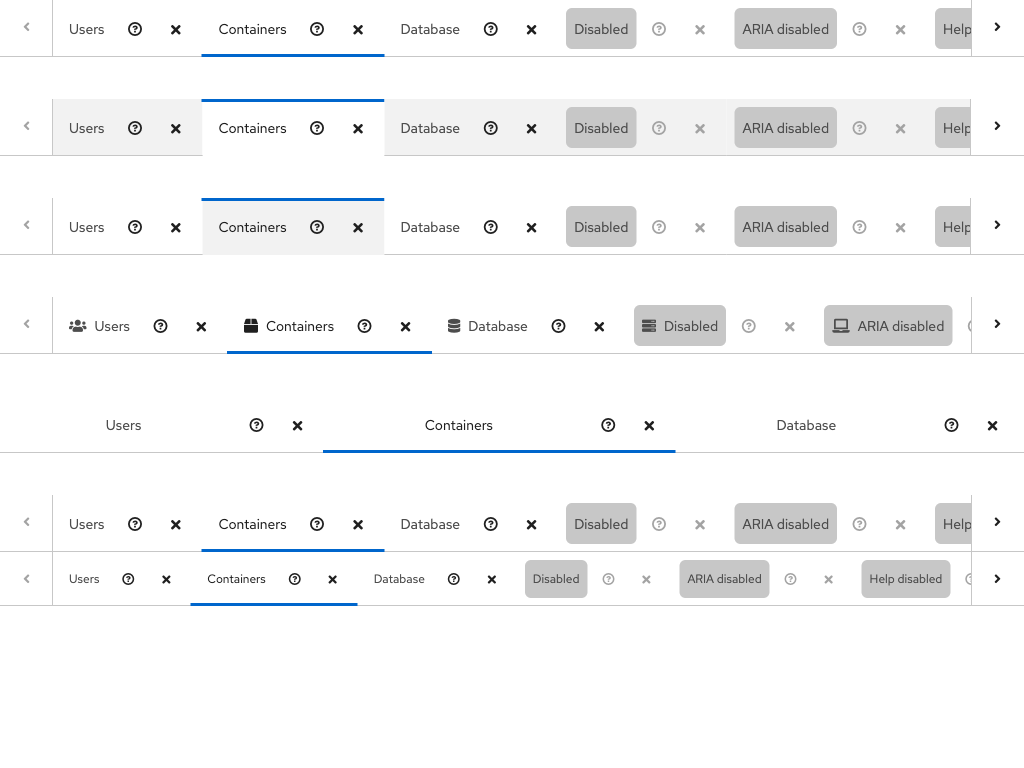 Users Containers Database Disabled ARIA disabled Help
Users Containers Database Disabled ARIA disabled Help
Users Containers Database Disabled ARIA disabled Help
Users Containers Database Disabled ARIA disabled
Users Containers Database
Users Containers Database Disabled ARIA disabled Help
Users Containers Database Disabled ARIA disabled Help disabled